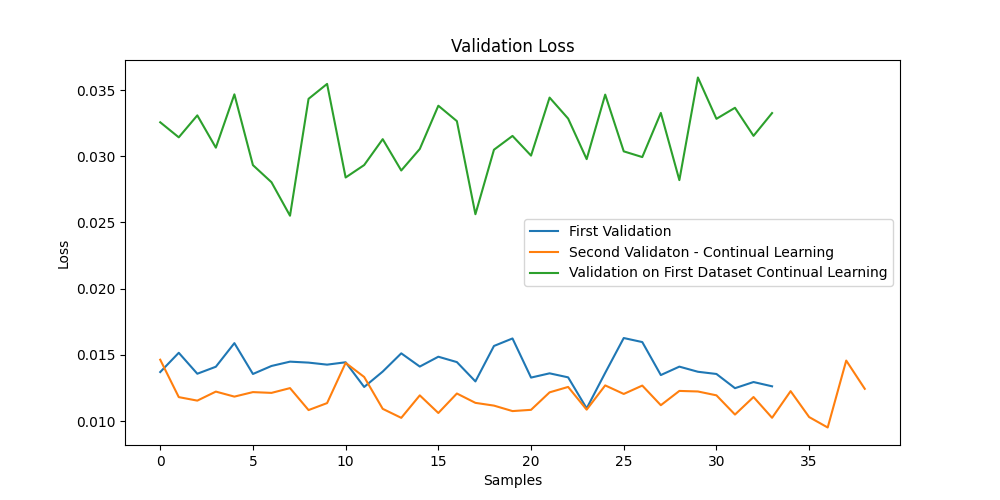 Validation Loss
0.035
0.030
0.025
0.020
0.015
0.010
Loss
First Validation
Second Validaton - Continual Learning
Validation on First Dataset Continual Learning
0 5 10 15 20 25 30 35
Samples